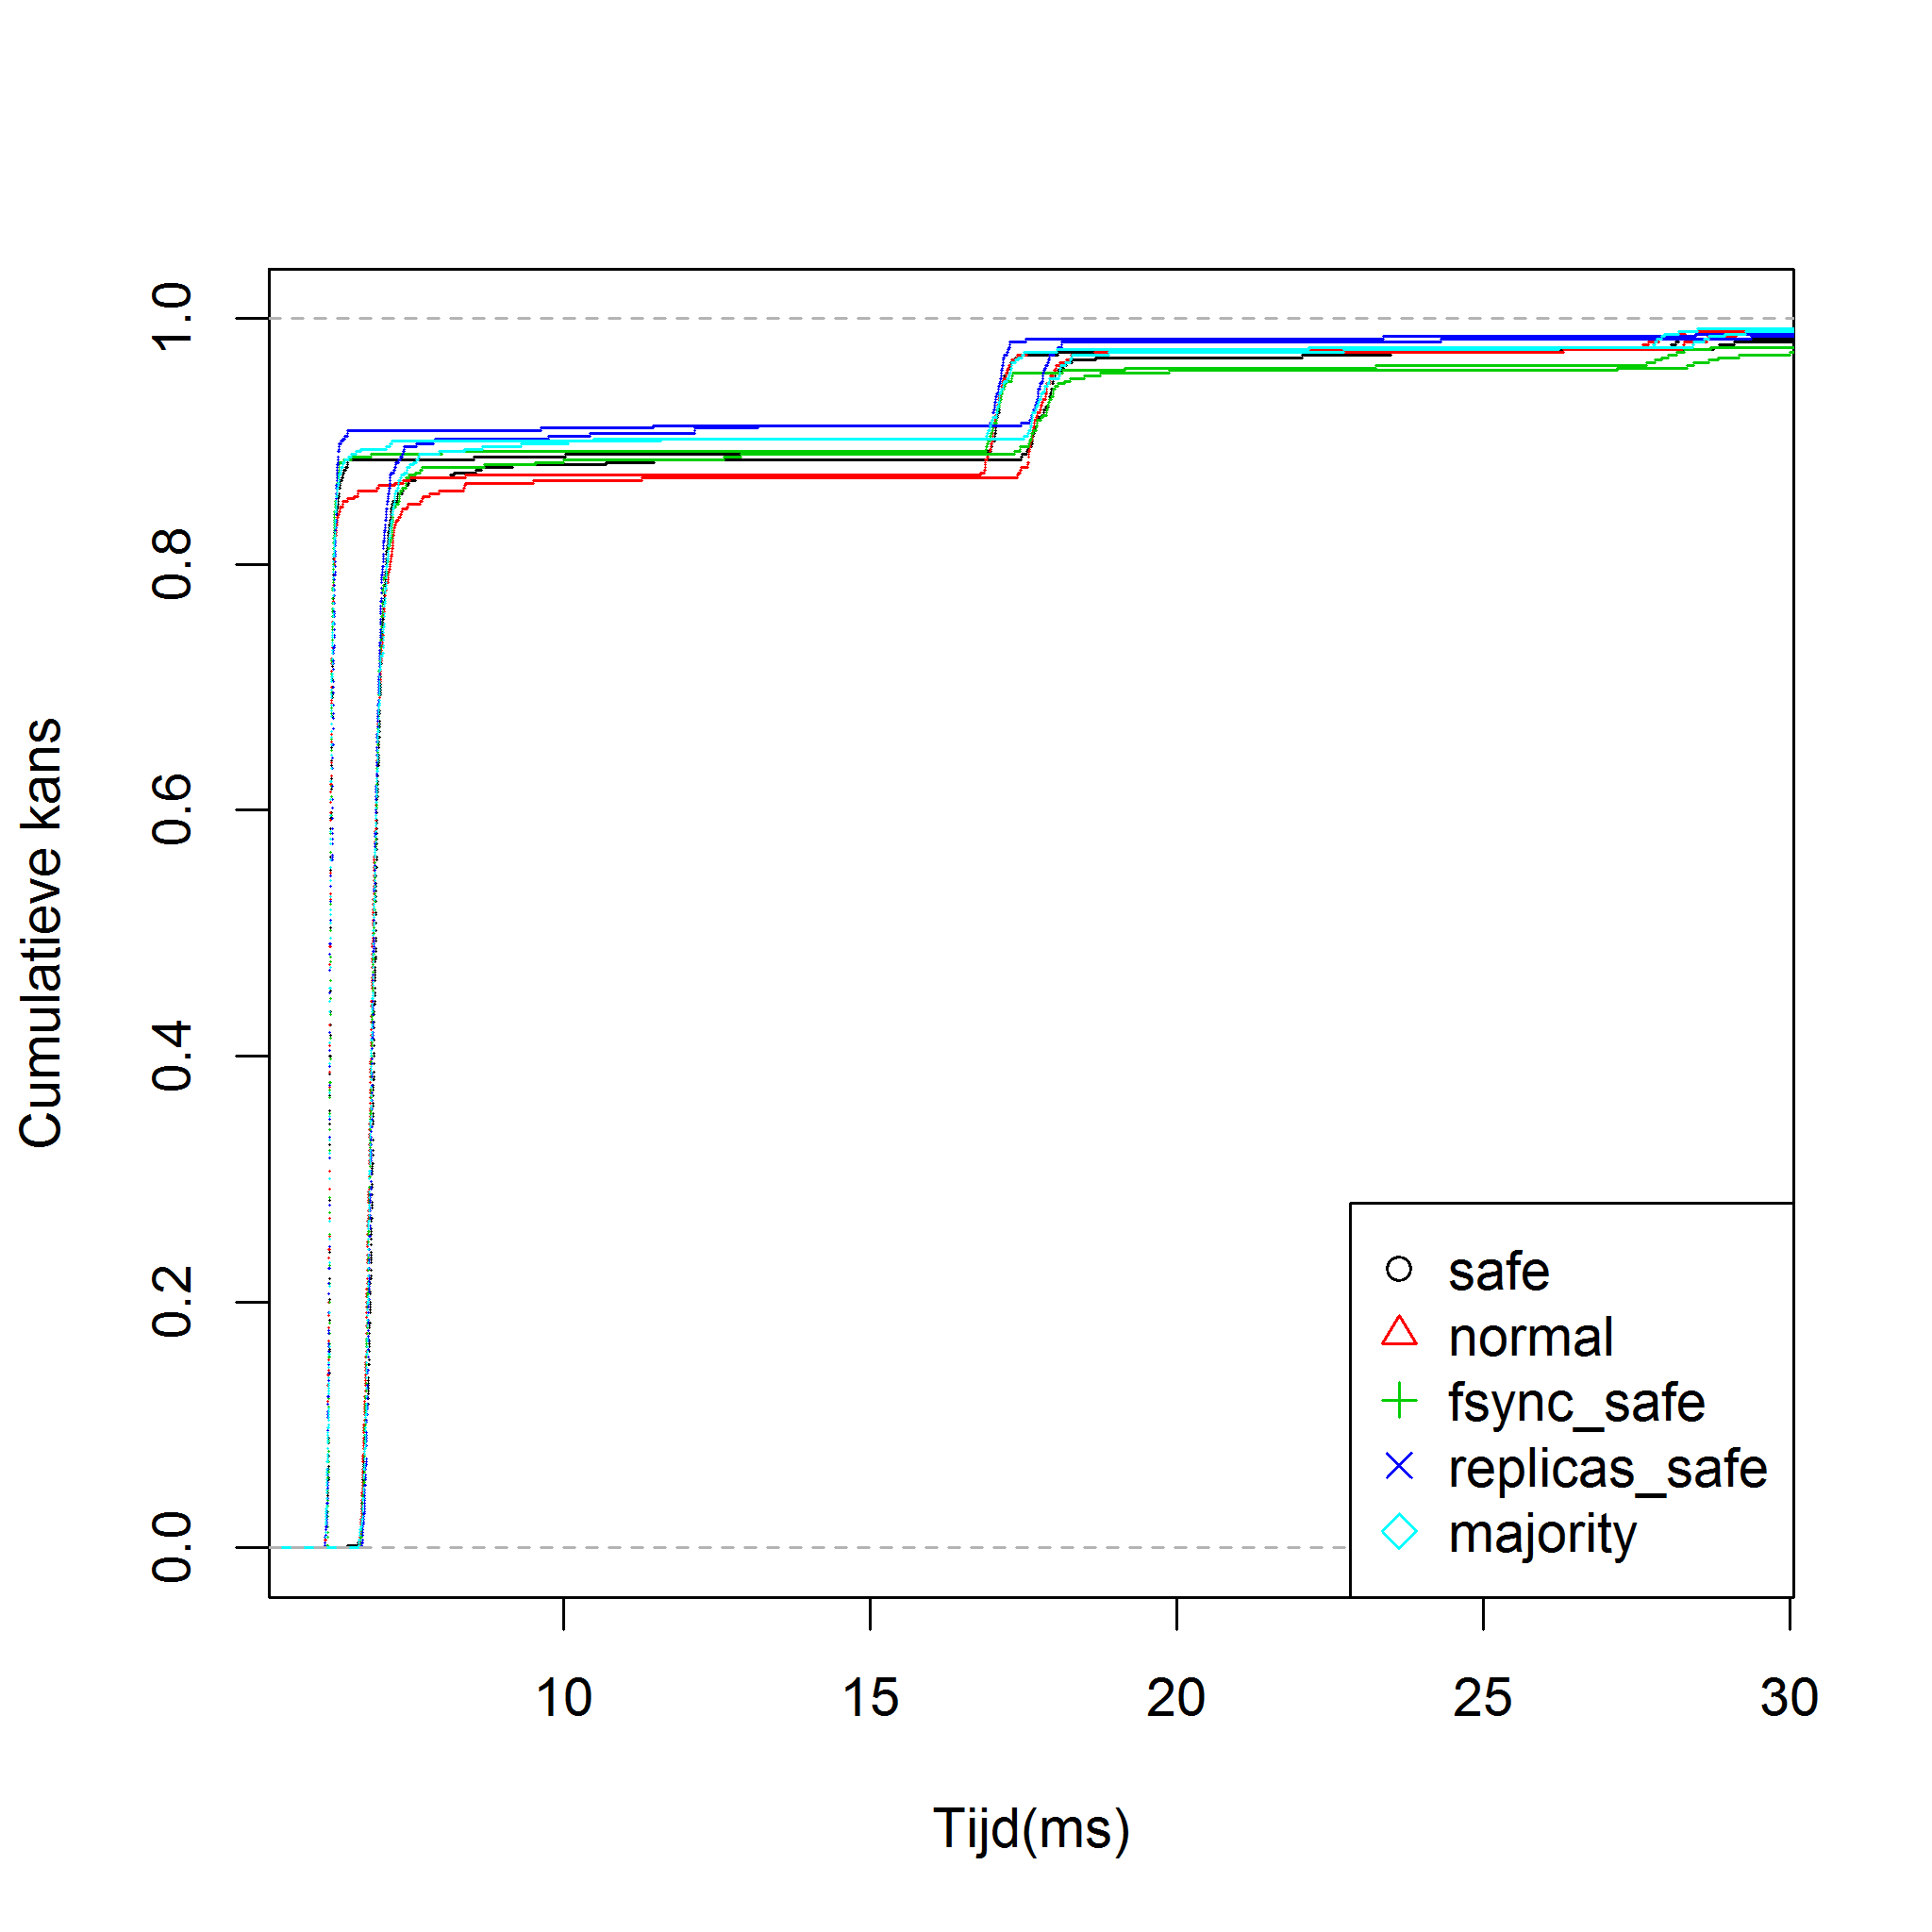 Cumulatieve kans
1.0
0.8
0.6
0.4
0.2
0.0
safe
normal
fsync_safe
replicas_safe
majority
10 15 20 25 30
Tijd(ms)